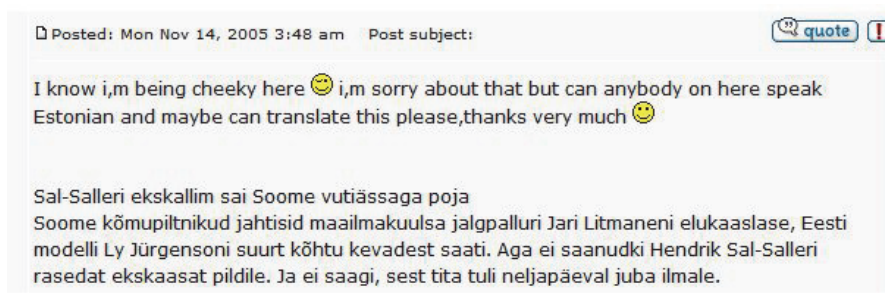 Posted: Mon Nov 14, 2005 3:48 am Post subject: quote !
I know i,m being cheeky here i,m sorry about that but can anybody on here speak
Estonian and maybe can translate this please,thanks very much
Sal-Salleri ekskallim sai Soome vutiässaga poja
Soome kõmupiltnikud jahtisid maailmakuulsa jalgpalluri Jari Litmaneni elukaaslase, Eesti
modelli Ly Jürgensoni suurt kõhtu kevadest saati. Aga ei saanudki Hendrik Sal-Salleri
rasedat ekskaasat pildile. Ja ei saagi, sest tita tuli neljapäeval juba ilmale.